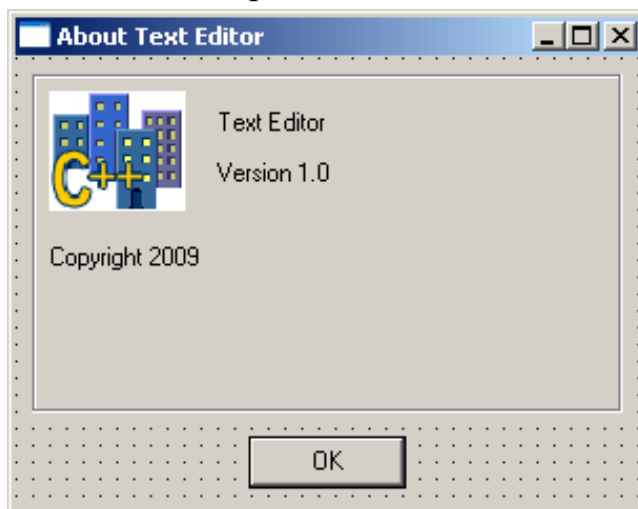 About Text Editor
Text Editor
C++
Version 1.0
Copyright 2009
OK